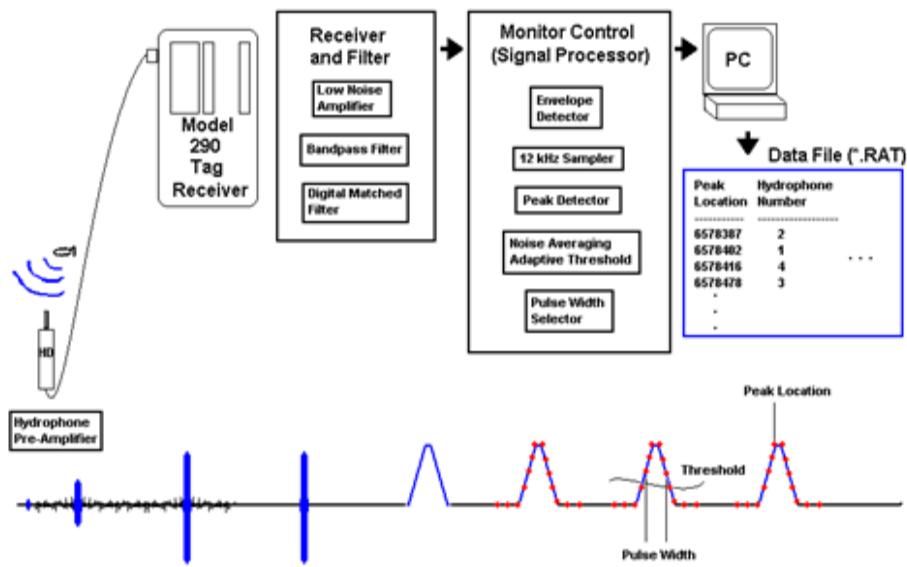 Model
290
Tag
Receiver
Receiver
and Filter
Low Noise
Amplifier
Bandpass Filter
Digital Matched
Filter
Monitor Control
(Signal Processor)
Envelope
Detector
12 kHz Sampler
Peak Detector
Noise Averaging
Adaptive Threshold
Pulse Width
Selector
PC
Data File (*.RAT)
Peak Hydrophone
Location Number
----------- ------------------
6578387 2
6578402 1
6578416 4
6578478 3
. . .
.
.
.
HD
Hydrophone
Pre-Amplifier
Peak Location
Threshold
Pulse Width